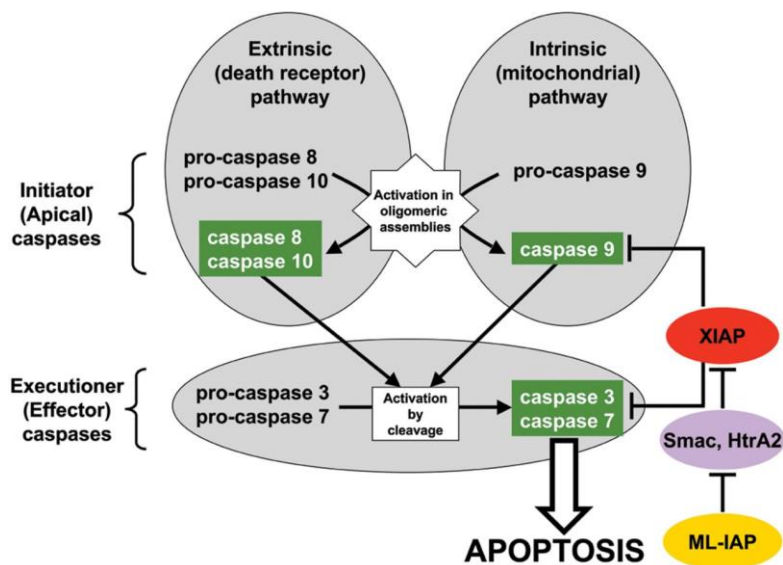 Extrinsic
(death receptor)
pathway
Intrinsic
(mitochondrial)
pathway
Initiator
(Apical)
caspases
pro-caspase 8
pro-caspase 10
Activation in
oligomeric
assemblies
pro-caspase 9
caspase 8
caspase 10
caspase 9
XIAP
Executioner
(Effector)
caspases
pro-caspase 3
pro-caspase 7
Activation
by
cleavage
caspase 3
caspase 7
Smac, HtrA2
APOPTOSIS
ML-IAP